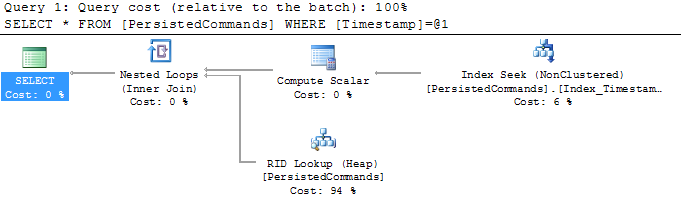 Query 1: Query cost (relative to the batch): 100%
SELECT * FROM [PersistedCommands] WHERE [Timestamp]=@1
SELECT
Cost: 0 %
Nested Loops
(Inner Join)
Cost: 0 %
Compute Scalar
Cost: 0 %
Index Seek (NonClustered)
[PersistedCommands].[Index_Timestam…
Cost: 6 %
RID Lookup (Heap)
[PersistedCommands]
Cost: 94 %